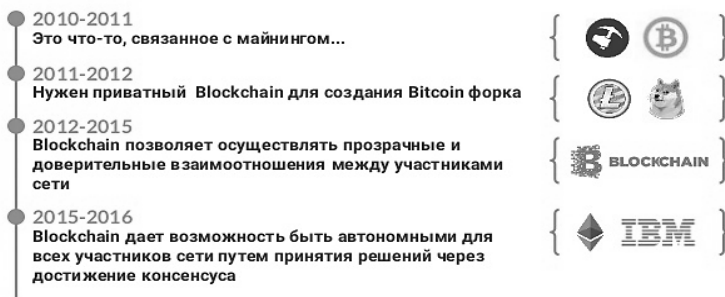 2010-2011
Это что-то, связанное с майнингом...
2011-2012
Нужен приватный Blockchain для создания Bitcoin форка
2012-2015
Blockchain позволяет осуществлять прозрачные и
доверительные взаимоотношения между участниками
сети
BLOCKCHAIN
2015-2016
Blockchain дает возможность быть автономными для
всех участников сети путем принятия решений через
достижение консенсуса
IBM